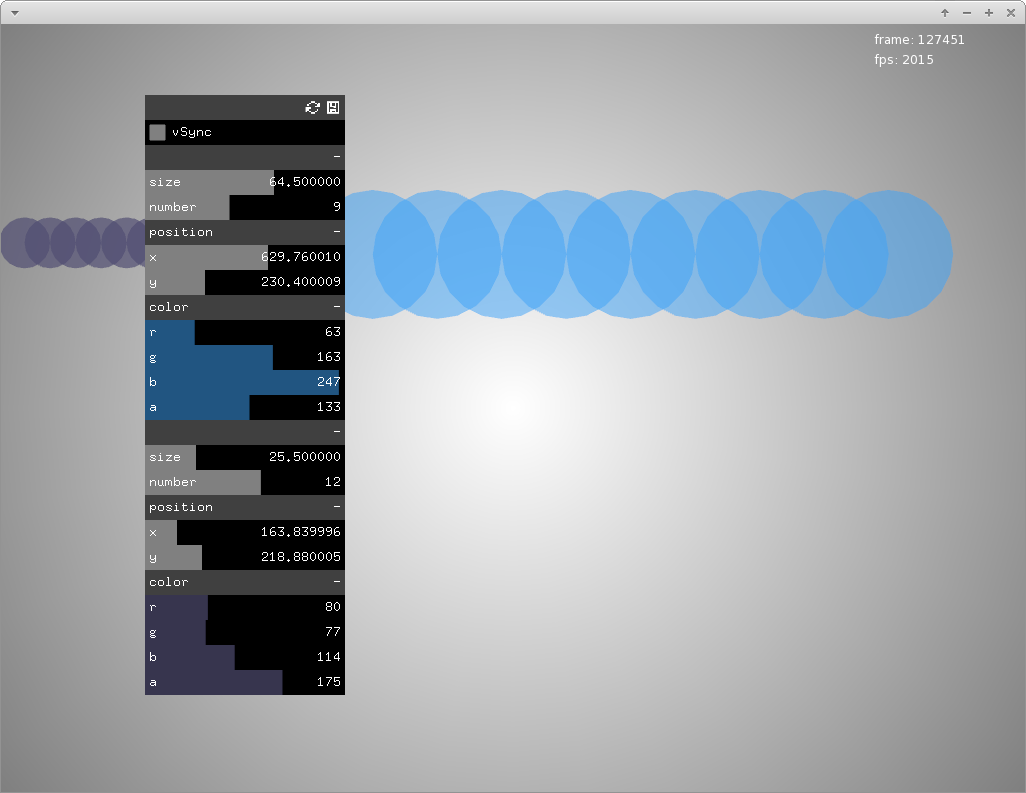 frame: 127451
fps: 2015
vSync
-
size 64.500000
number 9
position -
x 629.760010
y 230.400009
color -
r 63
g 163
b 247
a 133
-
size 25.500000
number 12
position -
x 163.839996
y 218.880005
color -
r 80
g 77
b 114
a 175